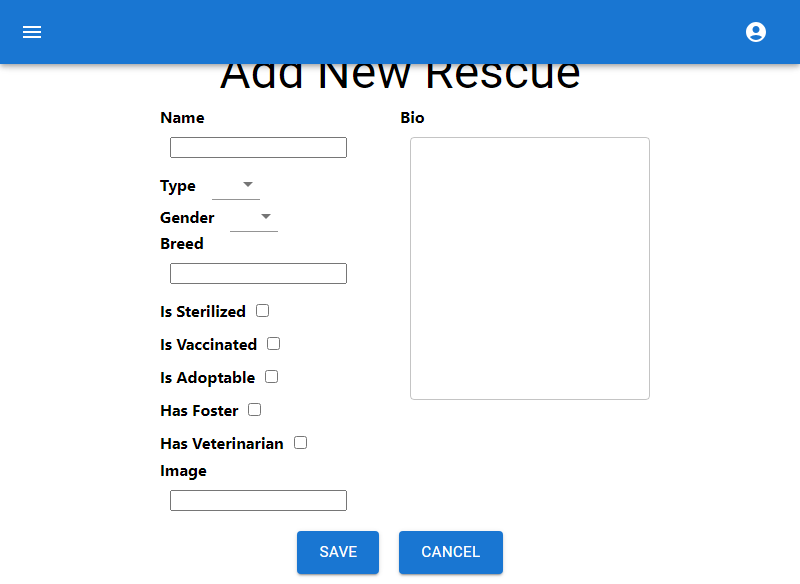 Add New Rescue
Name
Bio
Type
Gender
Breed
Is Sterilized
Is Vaccinated
Is Adoptable
Has Foster
Has Veterinarian
Image
SAVE
CANCEL